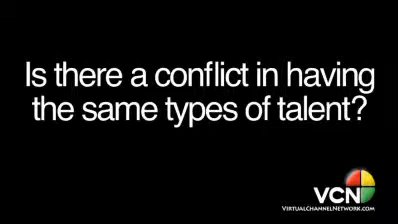 Is there a conflict in having
the same types of talent?
VCN
VIRTUALCHANNELNETWORK.COM